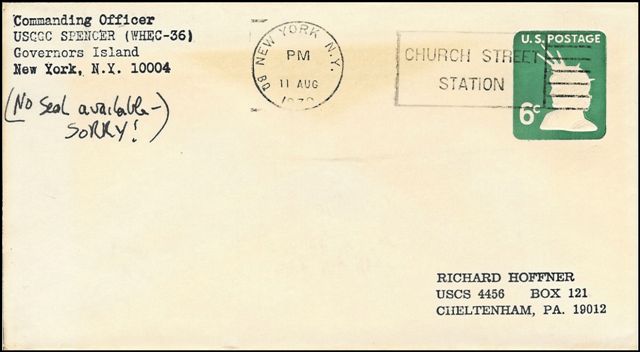 Commanding Officer
USCGC SPENCER (WHEC-36)
Governors Island
New York, N.Y. 10004
(No seal available —
SORRY!)
NEW YORK N.Y.
PM
11 AUG
CHURCH STREET
STATION
U.S. POSTAGE
6c
RICHARD HOFFNER
USCS 4456 BOX 121
CHELTENHAM, PA. 19012